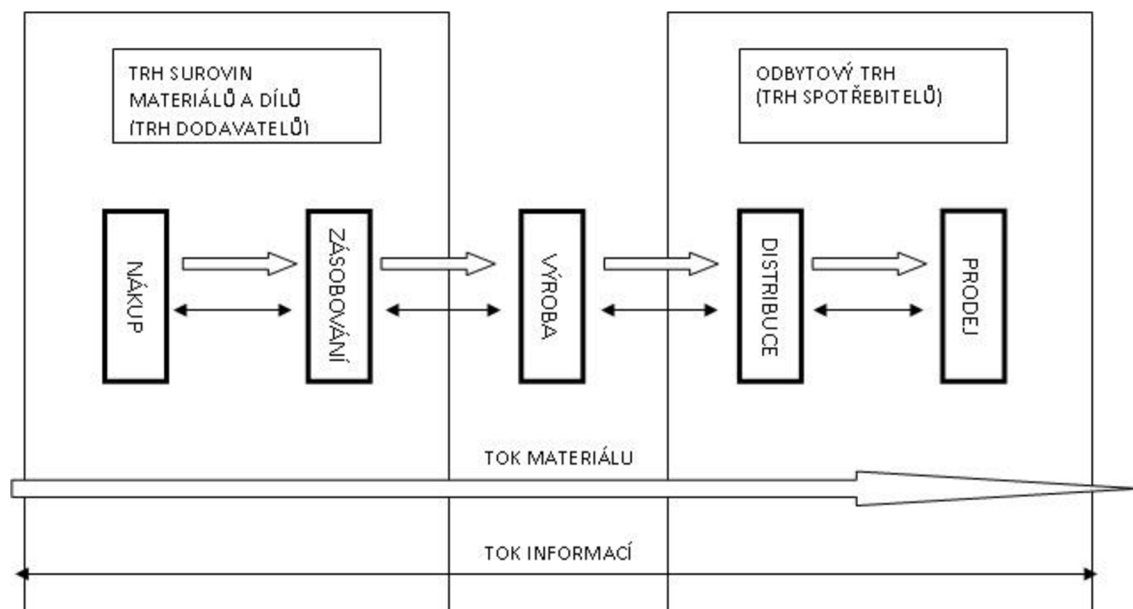 TRH SUROVIN
MATERIÁLŮ A DÍLŮ
(TRH DODAVATELŮ)
ODBYTOVÝ TRH
(TRH SPOTŘEBITELŮ)
NÁKUP
ZÁSOBOVÁNÍ
VÝROBA
DISTRIBUCE
PRODEJ
TOK MATERIÁLU
TOK INFORMACÍ